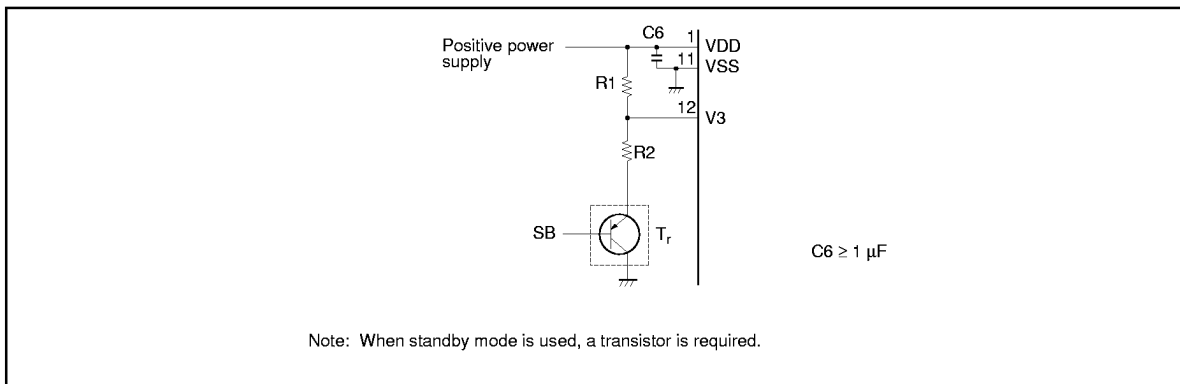 C6
1
VDD
Positive power
supply
11
VSS
R1
12
V3
R2
SB
Tr
C6 ≥ 1 μF
Note: When standby mode is used, a transistor is required.